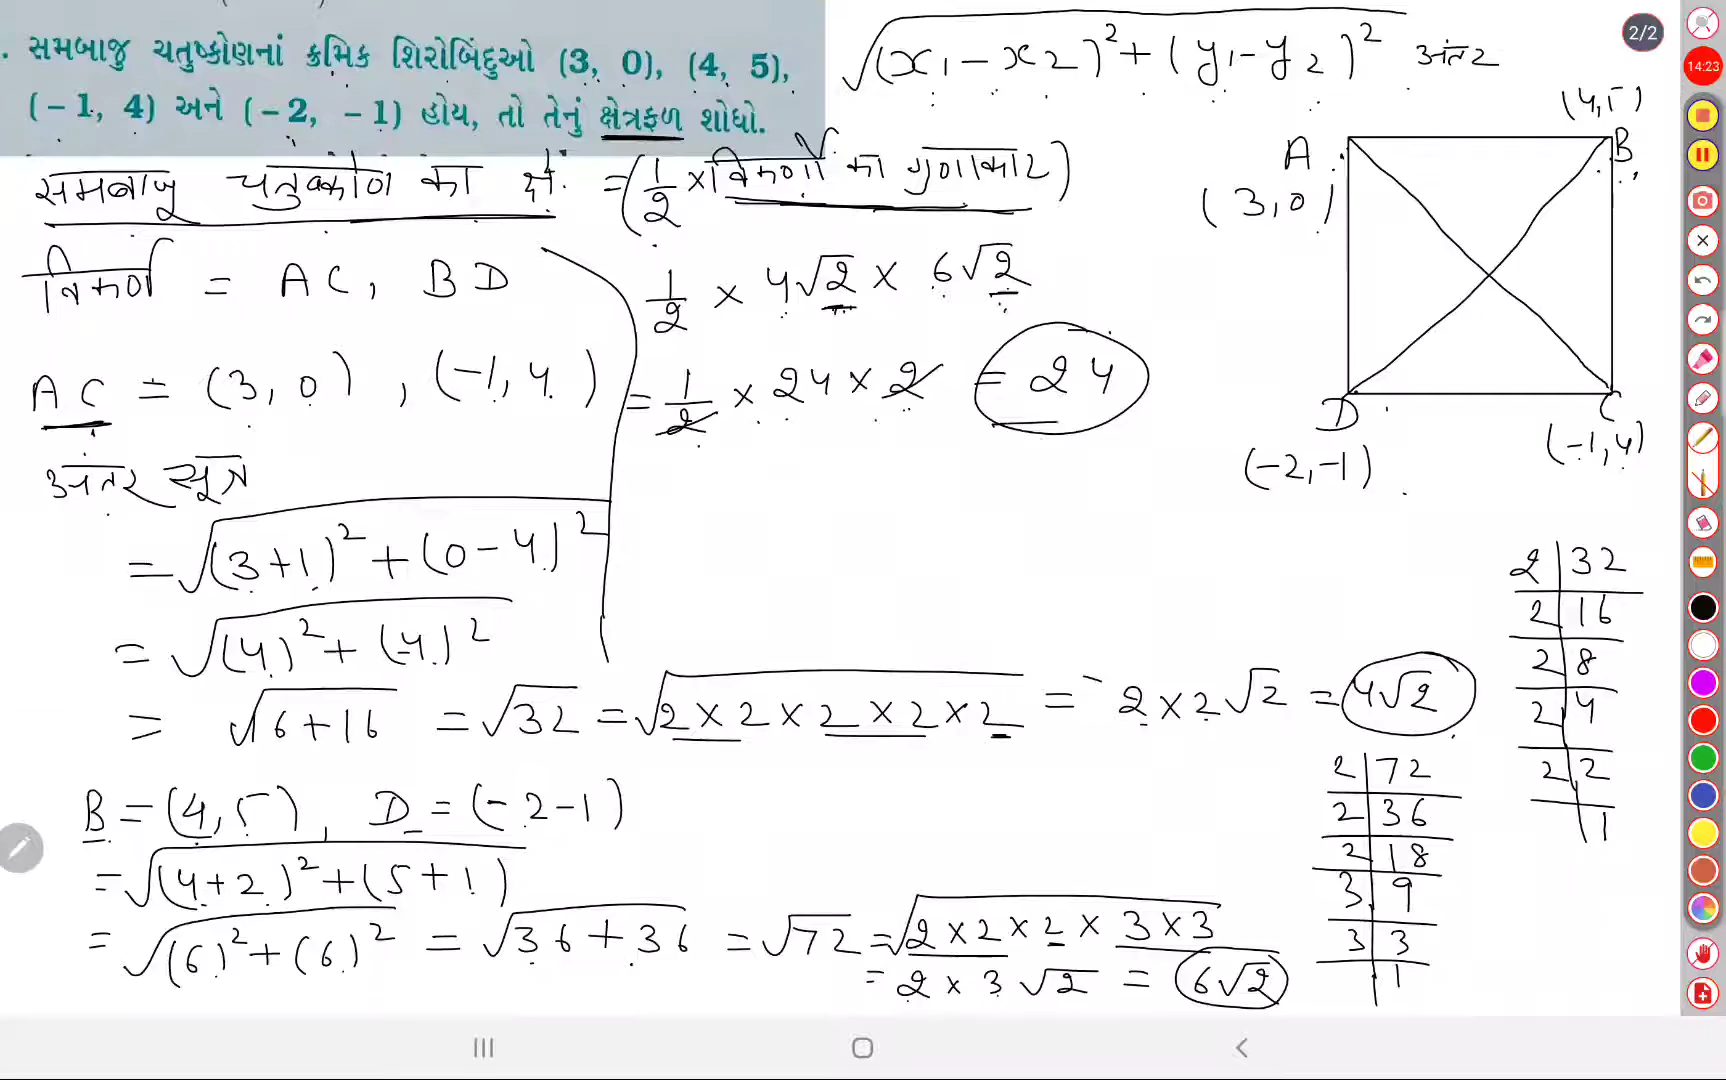 . સમબાજુ ચતુષ્કોણનાં ક્રમિક શિરોબિંદુઓ (3, 0), (4, 5),
(-1, 4) અને (-2, -1) હોય, તો તેનું ક્ષેત્રફળ શોધો.
√(x₁-x₂)²+(y₁-y₂)² अंतर
2/2
14:23
समबाजू चतुष्कोण का क्षे. = (1/2 × विकर्णो का गुणाकार)
विकर्ण = AC, BD
1/2 × 4√2 × 6√2
AC = (3, 0), (-1, 4)
= 1/2 × 24 × 2 = 24
अंतर सूत्र
= √(3+1)²+(0-4)²
= √(4)²+(4)²
= √16+16 = √32 = √2×2×2×2×2 = 2×2√2 = 4√2
B = (4, 5), D = (-2-1)
= √(4+2)²+(5+1)
= √(6)²+(6)² = √36+36 = √72 = √2×2×2×3×3
= 2×3√2 = 6√2
A
(3,0)
(4,5)
B
D
(-2,-1)
C
(-1,4)
2 32
2 16
2 8
2 4
2 2
1
2 72
2 36
2 18
3 9
3 3
1